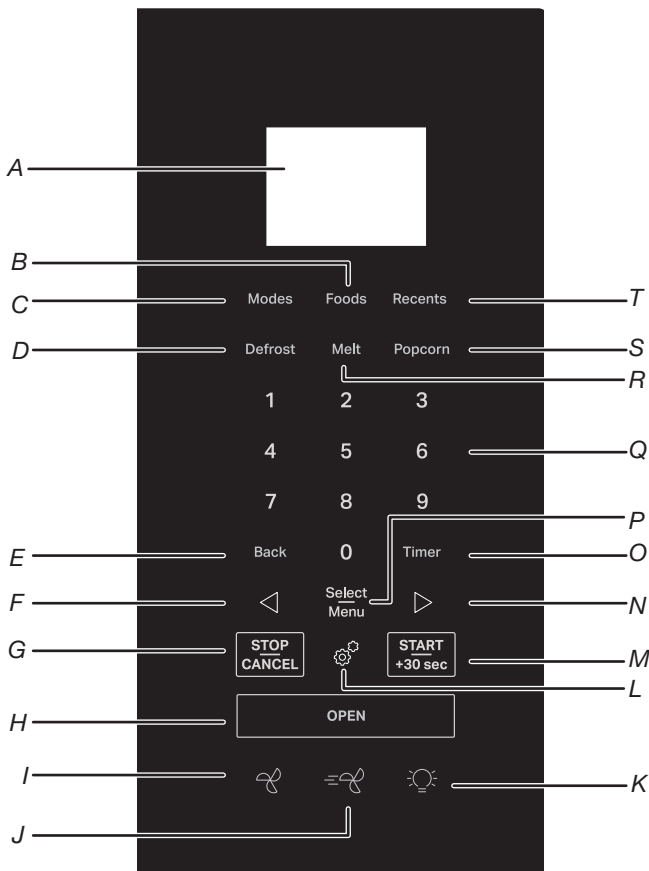 A
B
C Modes Foods Recents T
D Defrost Melt Popcorn S
R
1 2 3
4 5 6 Q
7 8 9
P
E Back 0 Timer O
F Select
Menu N
G STOP
CANCEL START
+30 sec M
L
H OPEN
I K
J